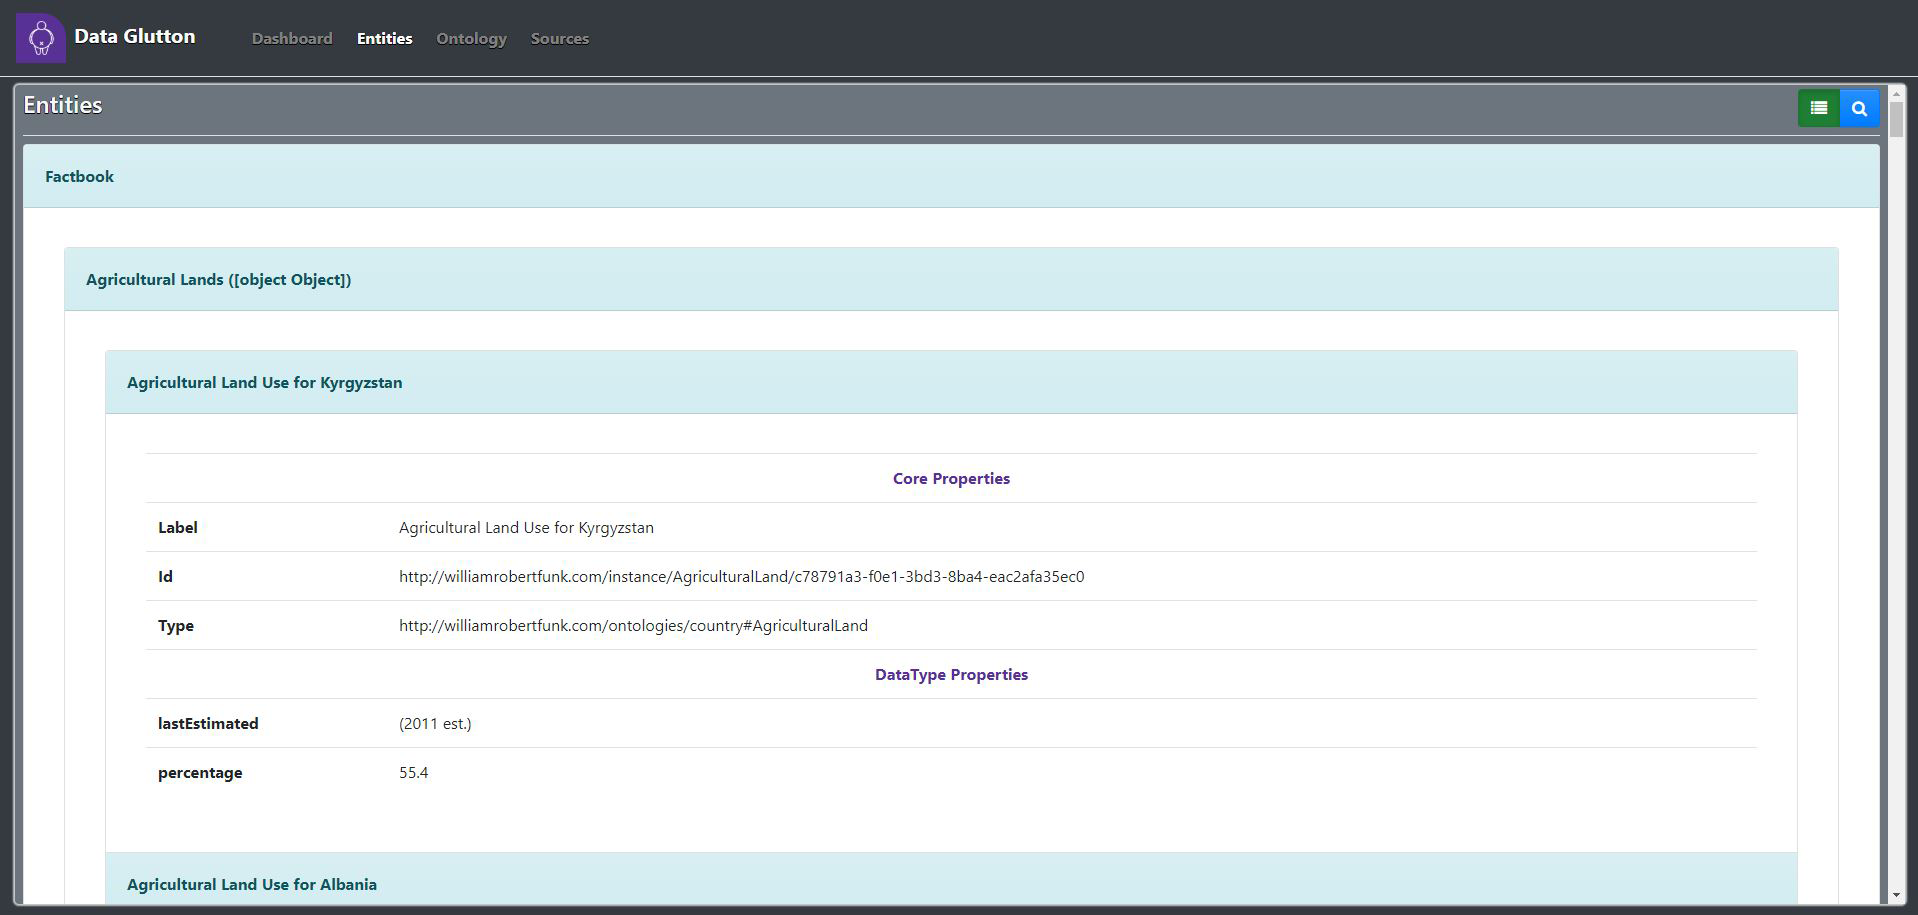 Data Glutton
Dashboard Entities Ontology Sources
Entities
Factbook
Agricultural Lands ([object Object])
Agricultural Land Use for Kyrgyzstan
Core Properties
Label Agricultural Land Use for Kyrgyzstan
Id http://williamrobertfunk.com/instance/AgriculturalLand/c78791a3-f0e1-3bd3-8ba4-eac2afa35ec0
Type http://williamrobertfunk.com/ontologies/country#AgriculturalLand
DataType Properties
lastEstimated (2011 est.)
percentage 55.4
Agricultural Land Use for Albania